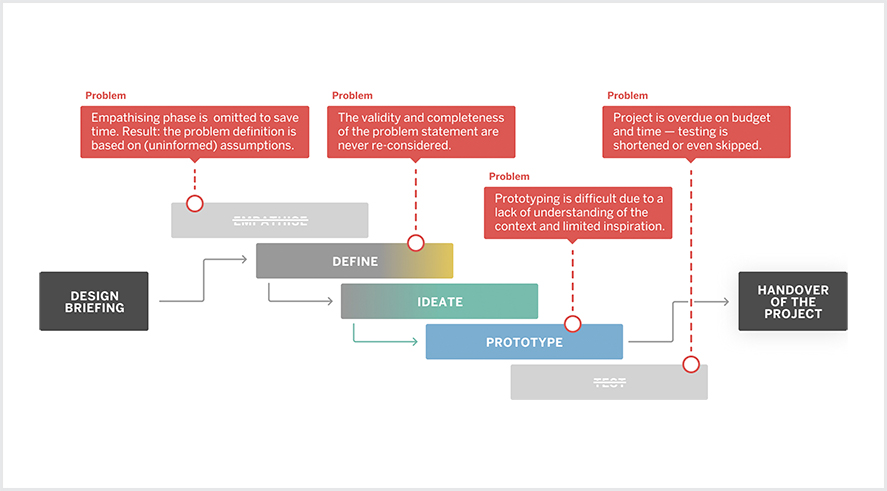 Problem
Empathising phase is omitted to save
time. Result: the problem definition is
based on (uninformed) assumptions.
Problem
The validity and completeness
of the problem statement are
never re-considered.
Problem
Project is overdue on budget
and time — testing is
shortened or even skipped.
Problem
Prototyping is difficult due to a
lack of understanding of the
context and limited inspiration.
EMPATHISE
DEFINE
IDEATE
PROTOTYPE
TEST
DESIGN
BRIEFING
HANDOVER
OF THE
PROJECT